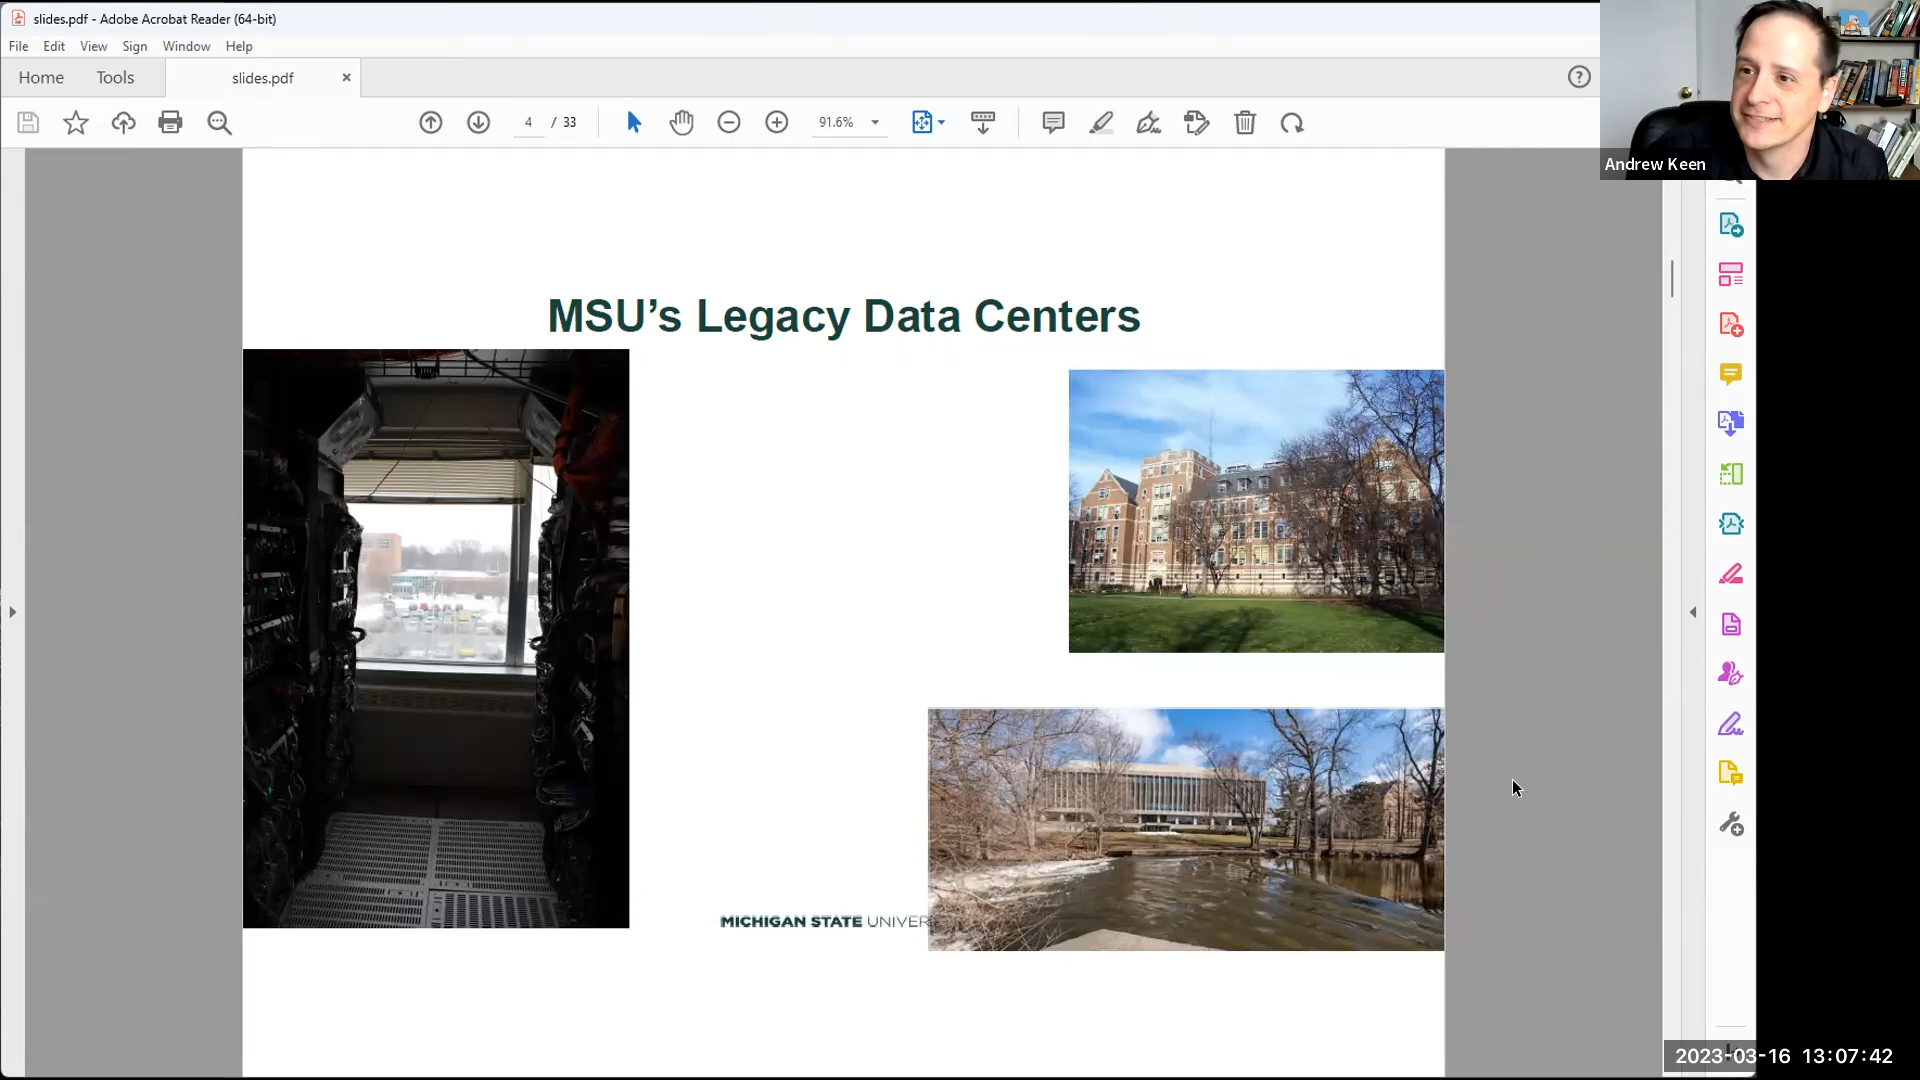 slides.pdf - Adobe Acrobat Reader (64-bit)
File Edit View Sign Window Help
Home Tools slides.pdf
4 / 33 91.6%
Andrew Keen
MSU’s Legacy Data Centers
MICHIGAN STATE UNIVER
2023-03-16 13:07:42